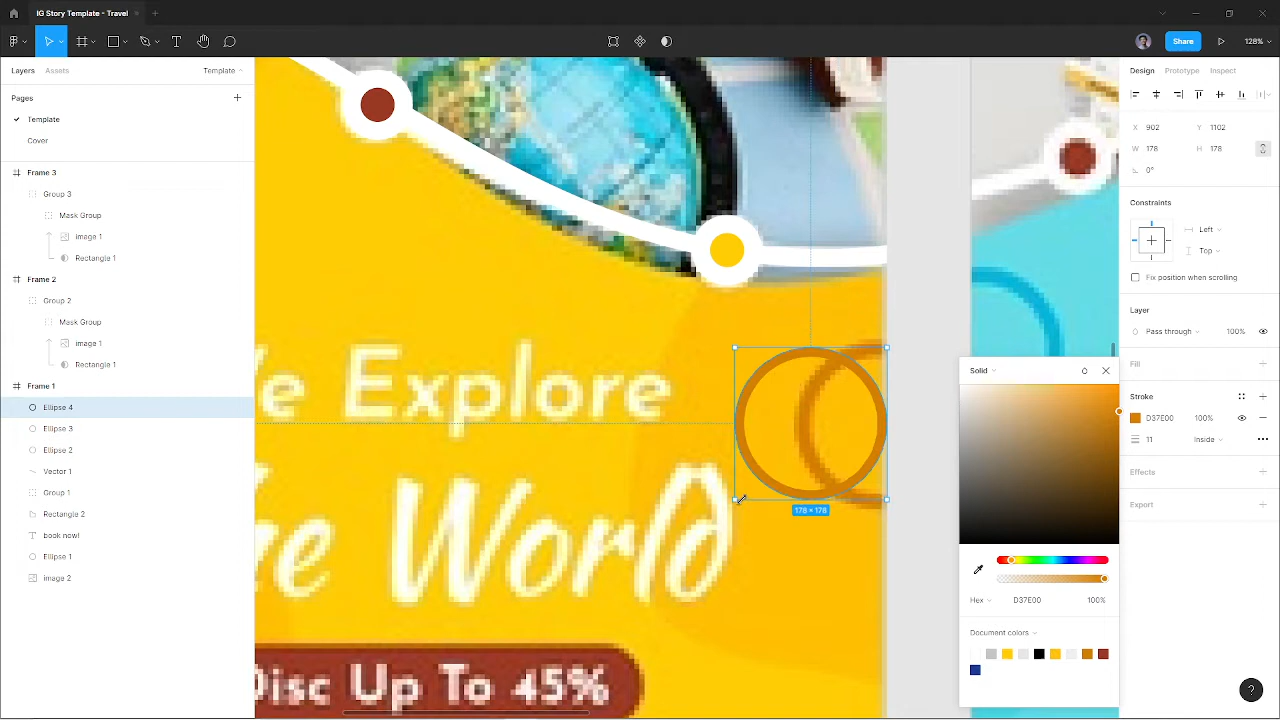 IG Story Template - Travel
Share
128%
Layers
Assets
Template
Pages
Template
Cover
Frame 3
Group 3
Mask Group
image 1
Rectangle 1
Frame 2
Group 2
Mask Group
image 1
Rectangle 1
Frame 1
Ellipse 4
Ellipse 3
Ellipse 2
Vector 1
Group 1
Rectangle 2
book now!
Ellipse 1
image 2
e Explore
World
Disc Up To 45%
178 × 178
Solid
Hex D37E00 100%
Document colors
Design Prototype Inspect
X 902 Y 1102
W 178 H 178
0°
Constraints
Left
Top
Fix position when scrolling
Layer
Pass through 100%
Fill
Stroke
D37E00 100%
11 Inside
Effects
Export
?